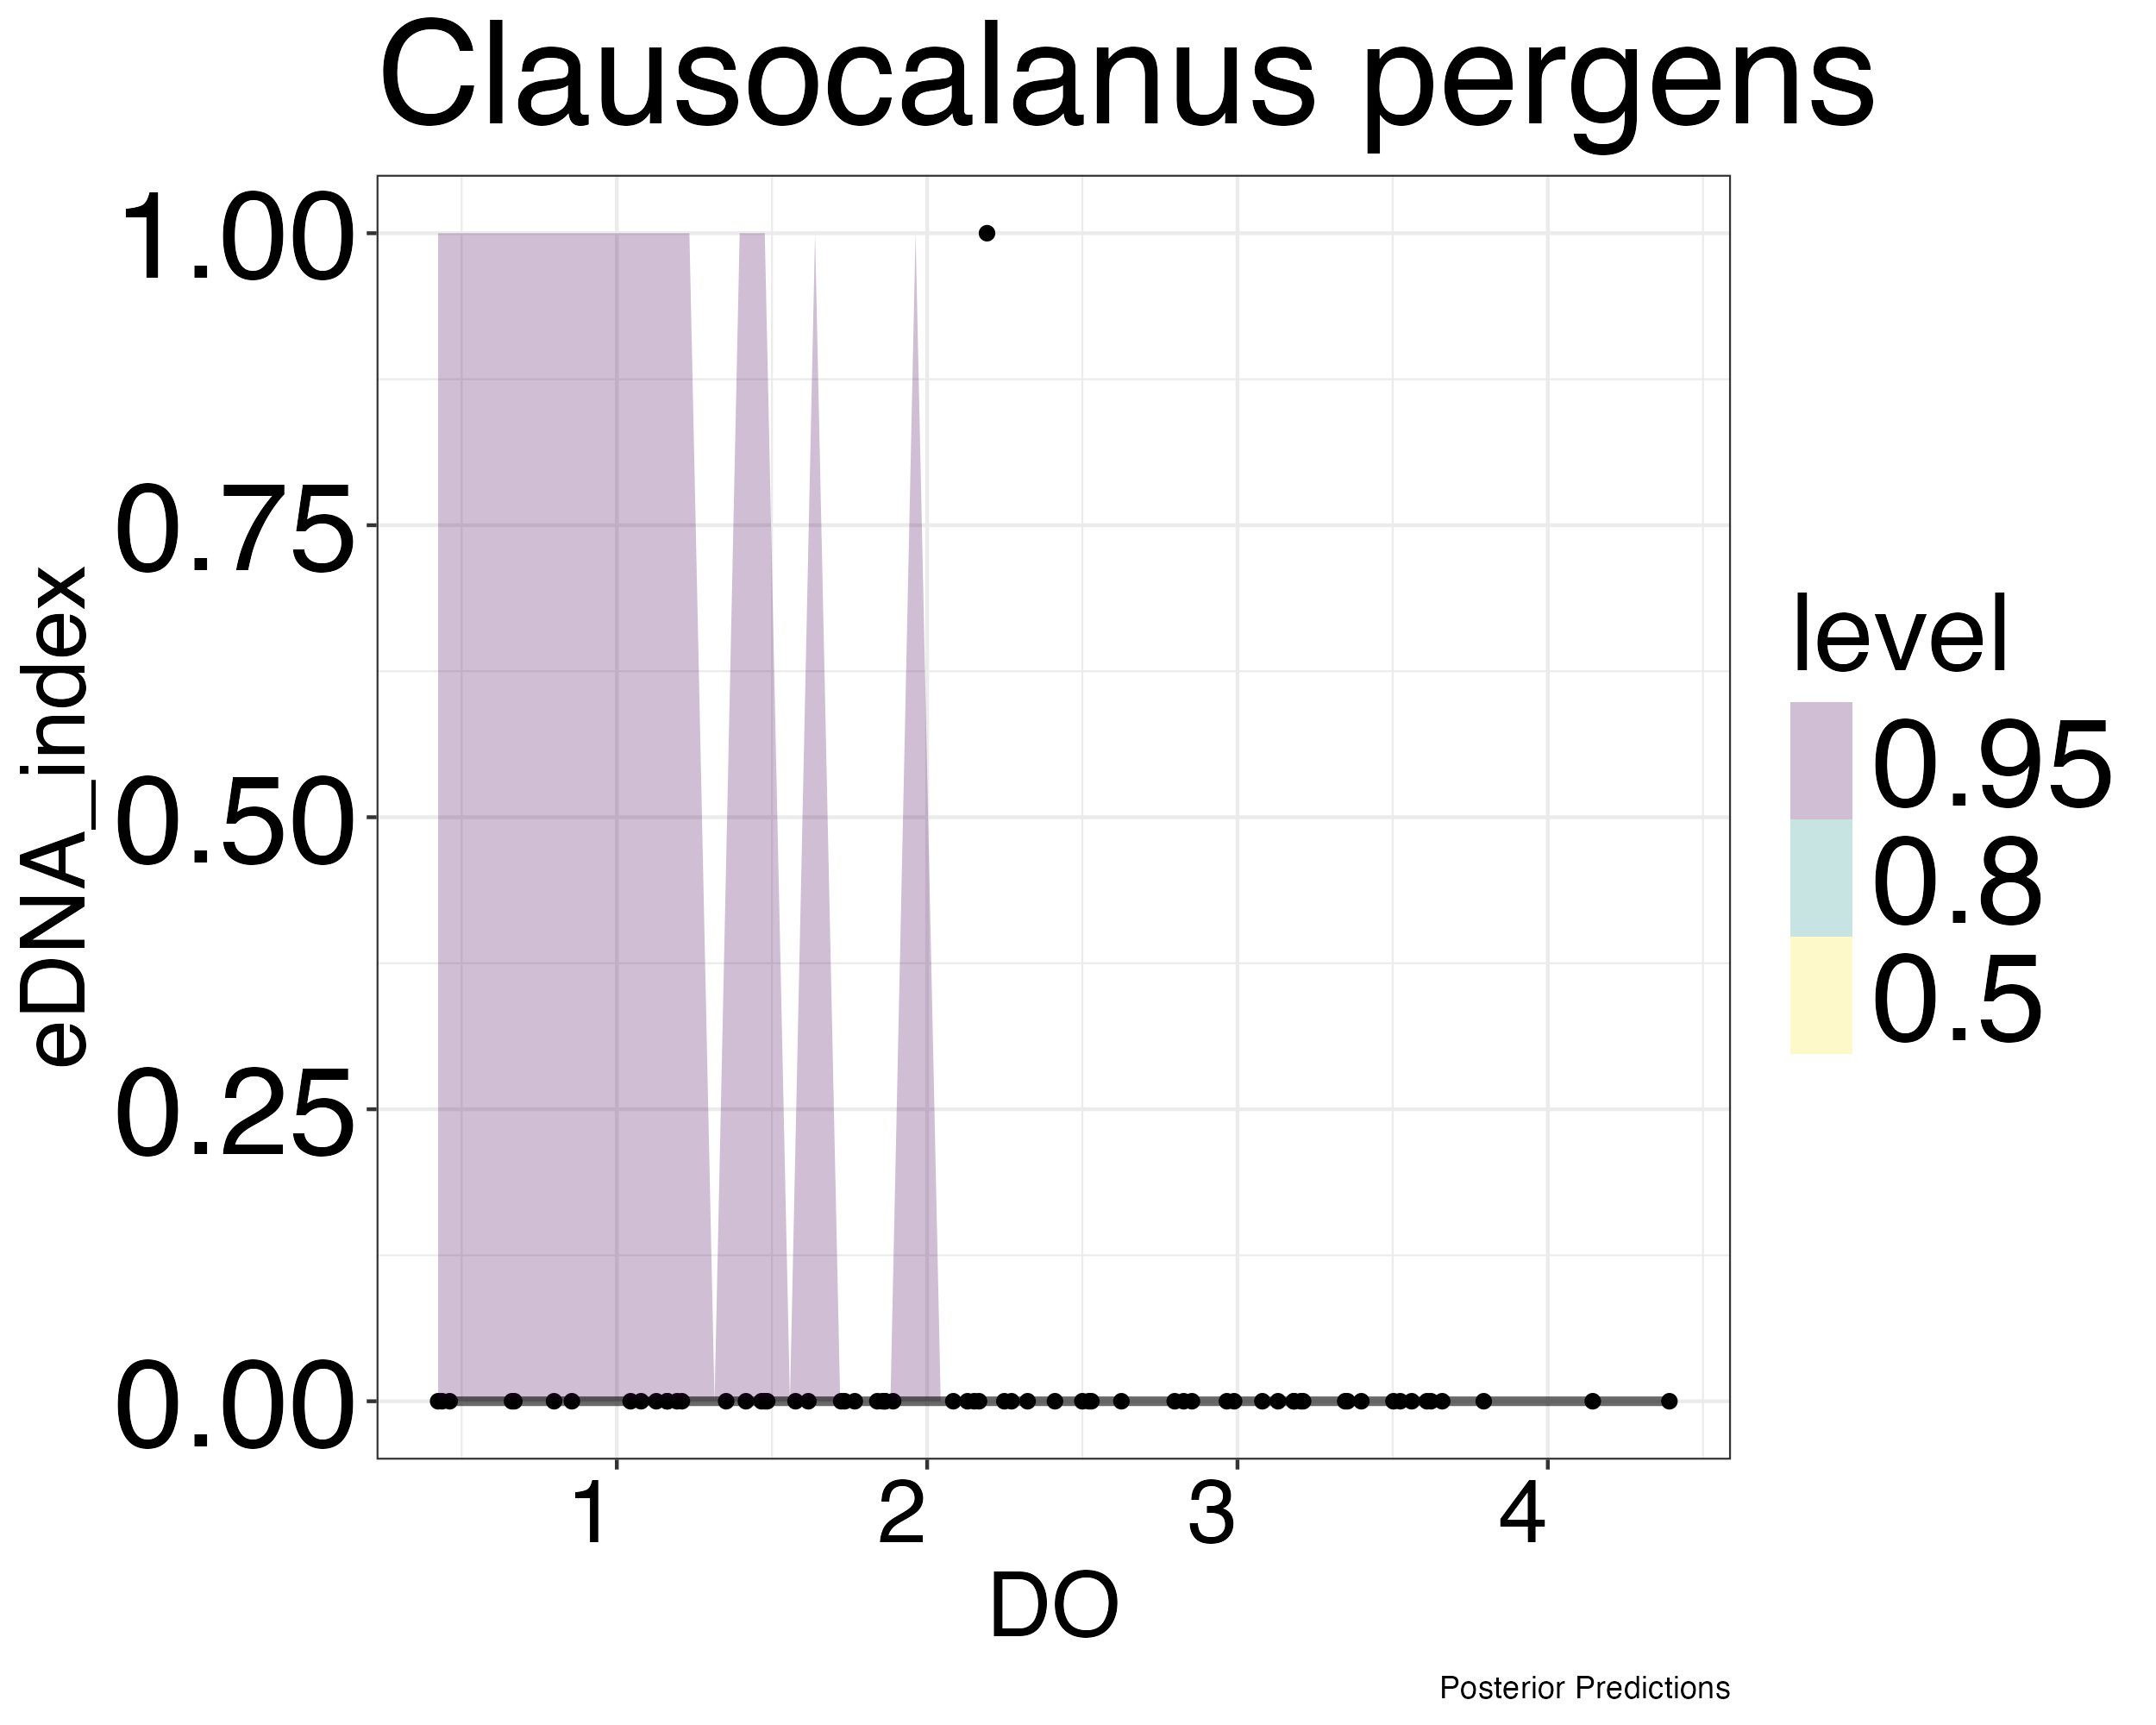 Clausocalanus pergens
1.00
0.75
0.50
0.25
0.00
eDNA_index
1 2 3 4
DO
level
0.95
0.8
0.5
Posterior Predictions